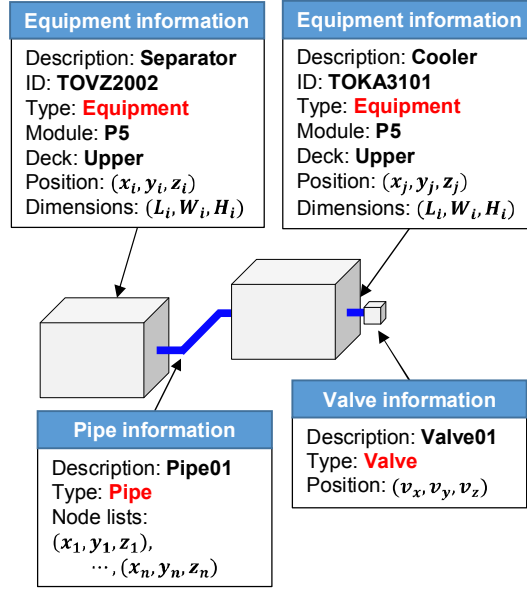 Equipment information
Description: Separator
ID: TOVZ2002
Type: Equipment
Module: P5
Deck: Upper
Position: (xᵢ, yᵢ, zᵢ)
Dimensions: (Lᵢ, Wᵢ, Hᵢ)
Equipment information
Description: Cooler
ID: TOKA3101
Type: Equipment
Module: P5
Deck: Upper
Position: (xⱼ, yⱼ, zⱼ)
Dimensions: (Lᵢ, Wᵢ, Hᵢ)
Pipe information
Description: Pipe01
Type: Pipe
Node lists:
(x₁, y₁, z₁),
⋯, (xₙ, yₙ, zₙ)
Valve information
Description: Valve01
Type: Valve
Position: (vₓ, v_y, v_z)